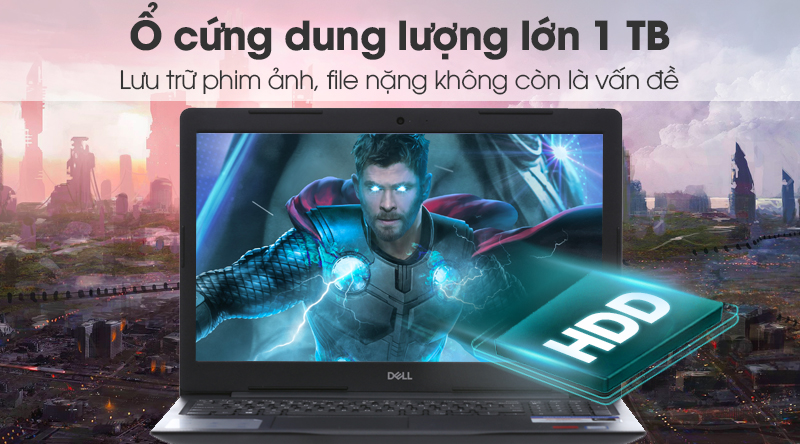 Ổ cứng dung lượng lớn 1 TB
Lưu trữ phim ảnh, file nặng không còn là vấn đề
HDD
DELL